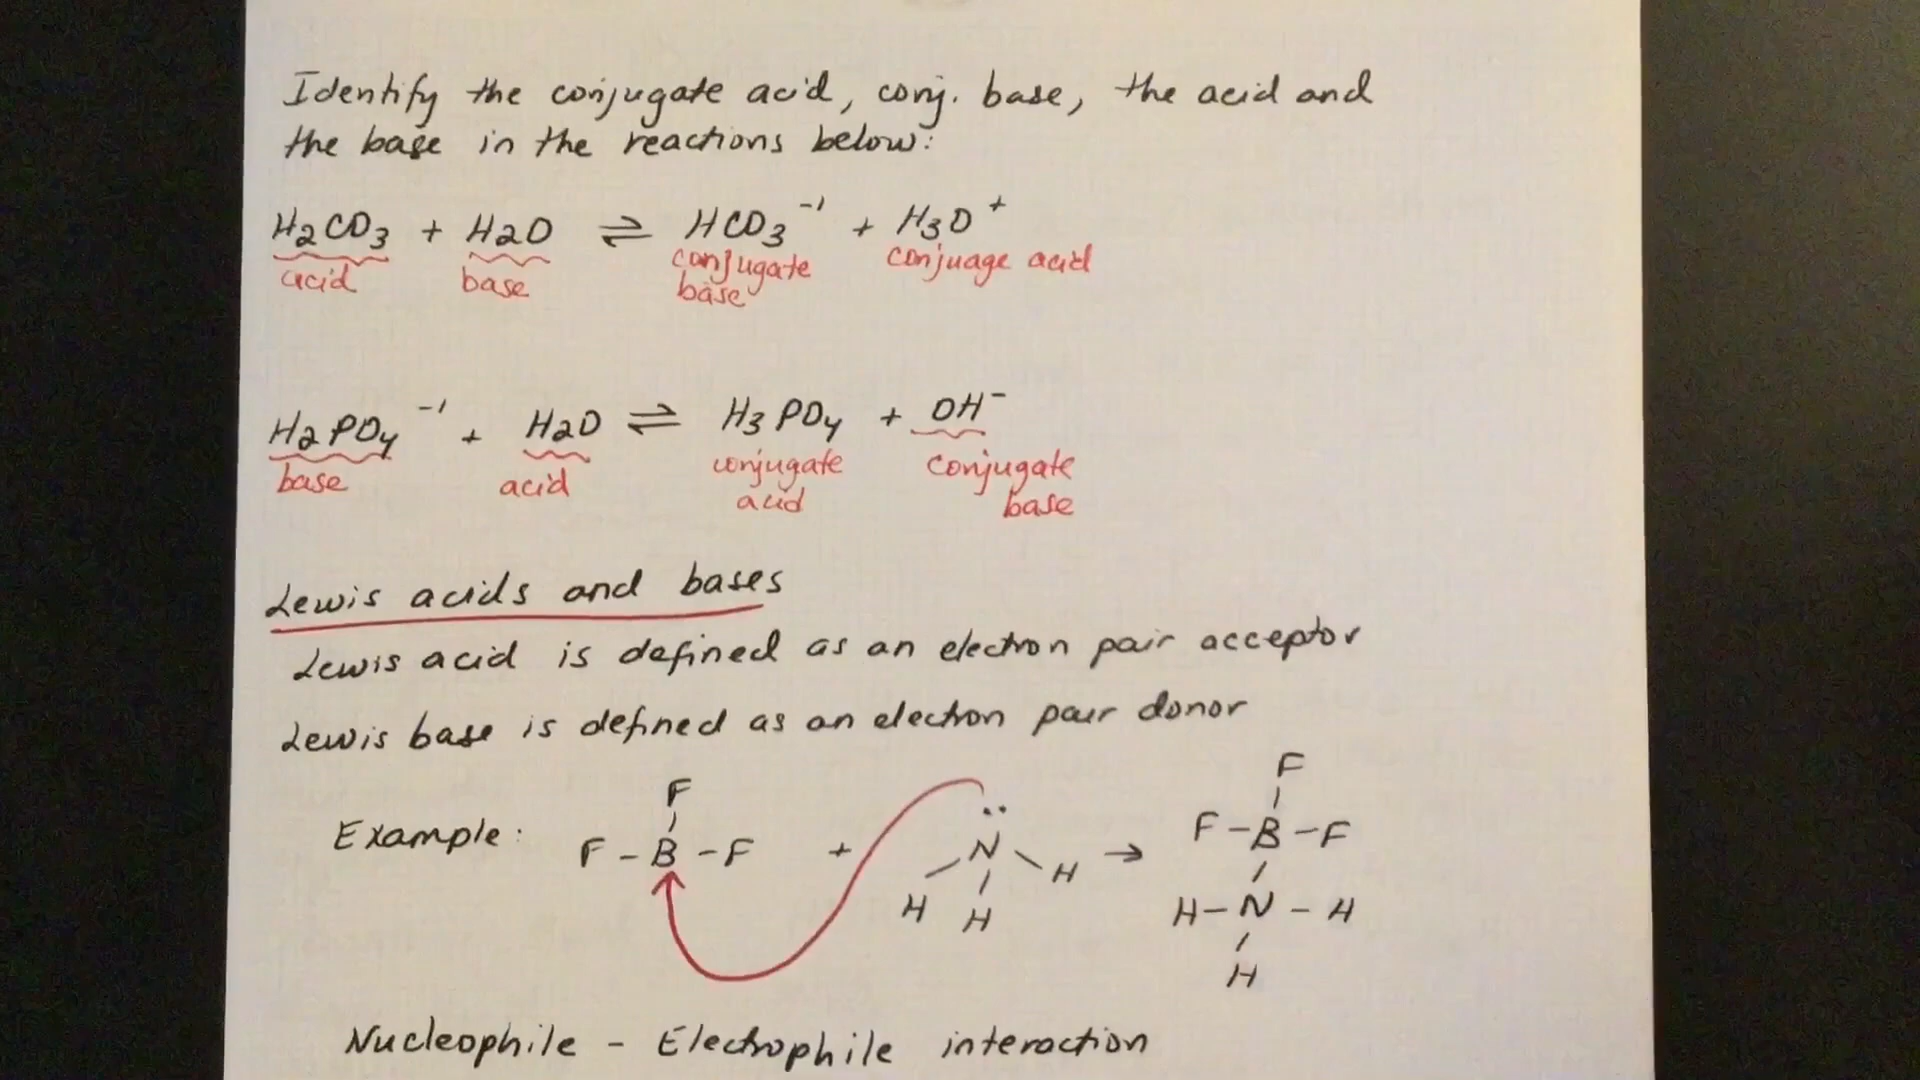 Identify the conjugate acid, conj. base, the acid and
the base in the reactions below:
H2CO3 + H2O ⇌ HCO3 -1 + H3O +
acid base conjugate conjuage acid
base
H2PO4 -1 + H2O ⇌ H3PO4 + OH-
base acid conjugate conjugate
acid base
Lewis acids and bases
Lewis acid is defined as an electron pair acceptor
Lewis base is defined as an electron pair donor
F
F
Example: F - B - F + N H → F - B - F
H H H - N - H
H
Nucleophile - Electrophile interaction